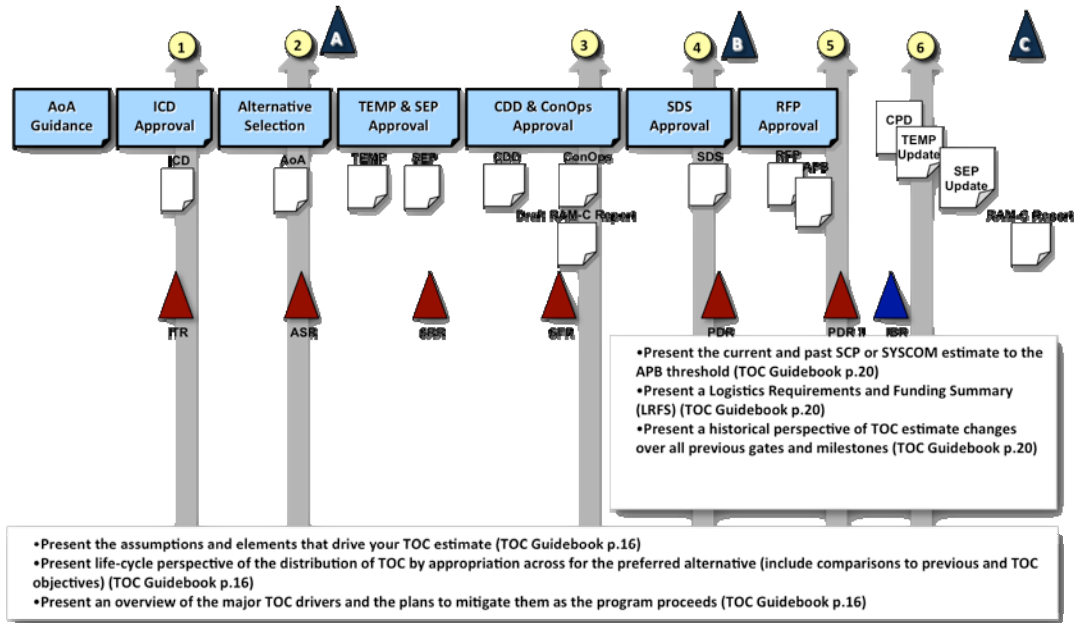 A
B
C
1
2
3
4
5
6
AoA
Guidance
ICD
Approval
Alternative
Selection
TEMP & SEP
Approval
CDD & ConOps
Approval
SDS
Approval
RFP
Approval
CPD
TEMP
Update
SEP
Update
ICD
AoA
TEMP
SEP
CDD
ConOps
SDS
RFP
APB
Draft RAM-C Report
RAM-C Report
ITR
ASR
SRR
SFR
PDR
PDR II
IBR
•Present the current and past SCP or SYSCOM estimate to the
APB threshold (TOC Guidebook p.20)
•Present a Logistics Requirements and Funding Summary
(LRFS) (TOC Guidebook p.20)
•Present a historical perspective of TOC estimate changes
over all previous gates and milestones (TOC Guidebook p.20)
•Present the assumptions and elements that drive your TOC estimate (TOC Guidebook p.16)
•Present life-cycle perspective of the distribution of TOC by appropriation across for the preferred alternative (include comparisons to previous and TOC
objectives) (TOC Guidebook p.16)
•Present an overview of the major TOC drivers and the plans to mitigate them as the program proceeds (TOC Guidebook p.16)